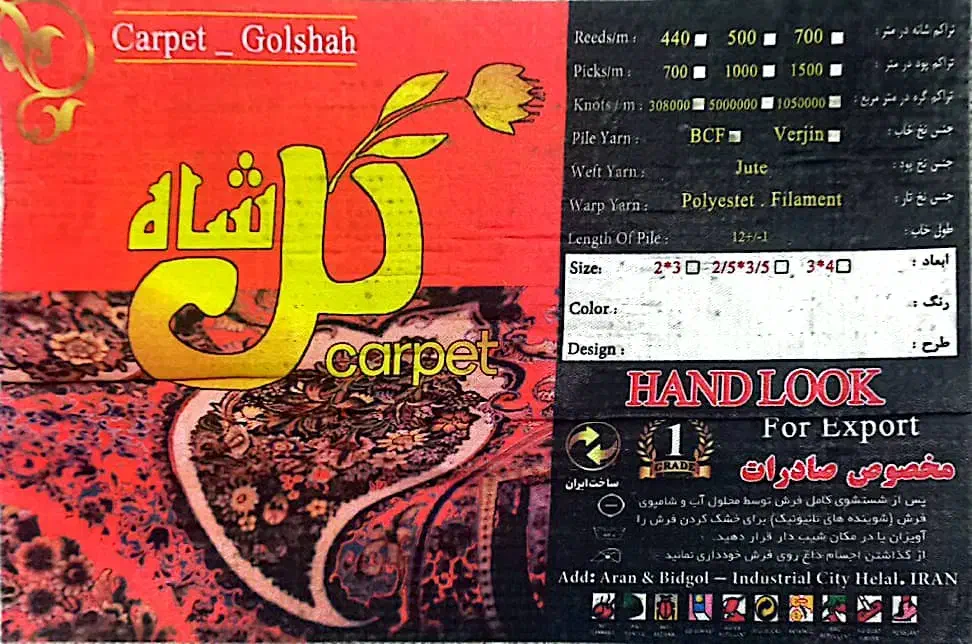 Carpet _ Golshah
گل شاه
carpet
Reeds/m : 440 500 700 تراکم شانه در متر :
Picks/m : 700 1000 1500 تراکم پود در متر :
Knots / m : 308000 5000000 1050000 تراکم گره در متر مربع :
Pile Yarn : BCF Verjin جنس نخ خاب :
Weft Yarn : Jute جنس نخ پود :
Warp Yarn : Polyestet . Filament جنس نخ تار :
Length Of Pile : 12+/-1 طول خاب :
Size: 2*3 2/5*3/5 3*4 ابعاد :
Color : رنگ :
Design : طرح :
HAND LOOK
For Export
1
GRADE
مخصوص صادرات
ساخت ایران
پس از شستشوی کامل فرش توسط محلول آب و شامپوی
فرش (شوینده های نانیونیک) برای خشک کردن فرش را
آویزان یا در مکان شیب دار قرار دهید.
از گذاشتن اجسام داغ روی فرش خودداری نمائید
Add: Aran & Bidgol – Industrial City Helal. IRAN